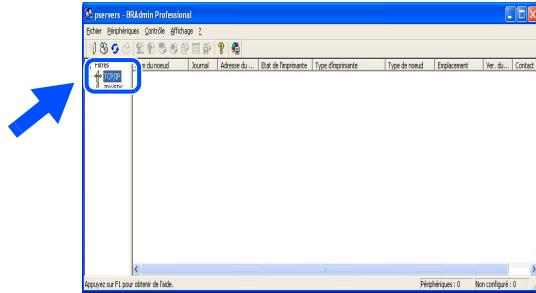 pservers - BRAdmin Professional
Fichier Périphériques Contrôle Affichage ?
Filtres
TCP/IP
m du noeud Journal Adresse du ... Etat de l'imprimante Type d'imprimante Type de noeud Emplacement Ver. du... Contact
Appuyez sur F1 pour obtenir de l'aide. Périphériques : 0 Non configuré : 0